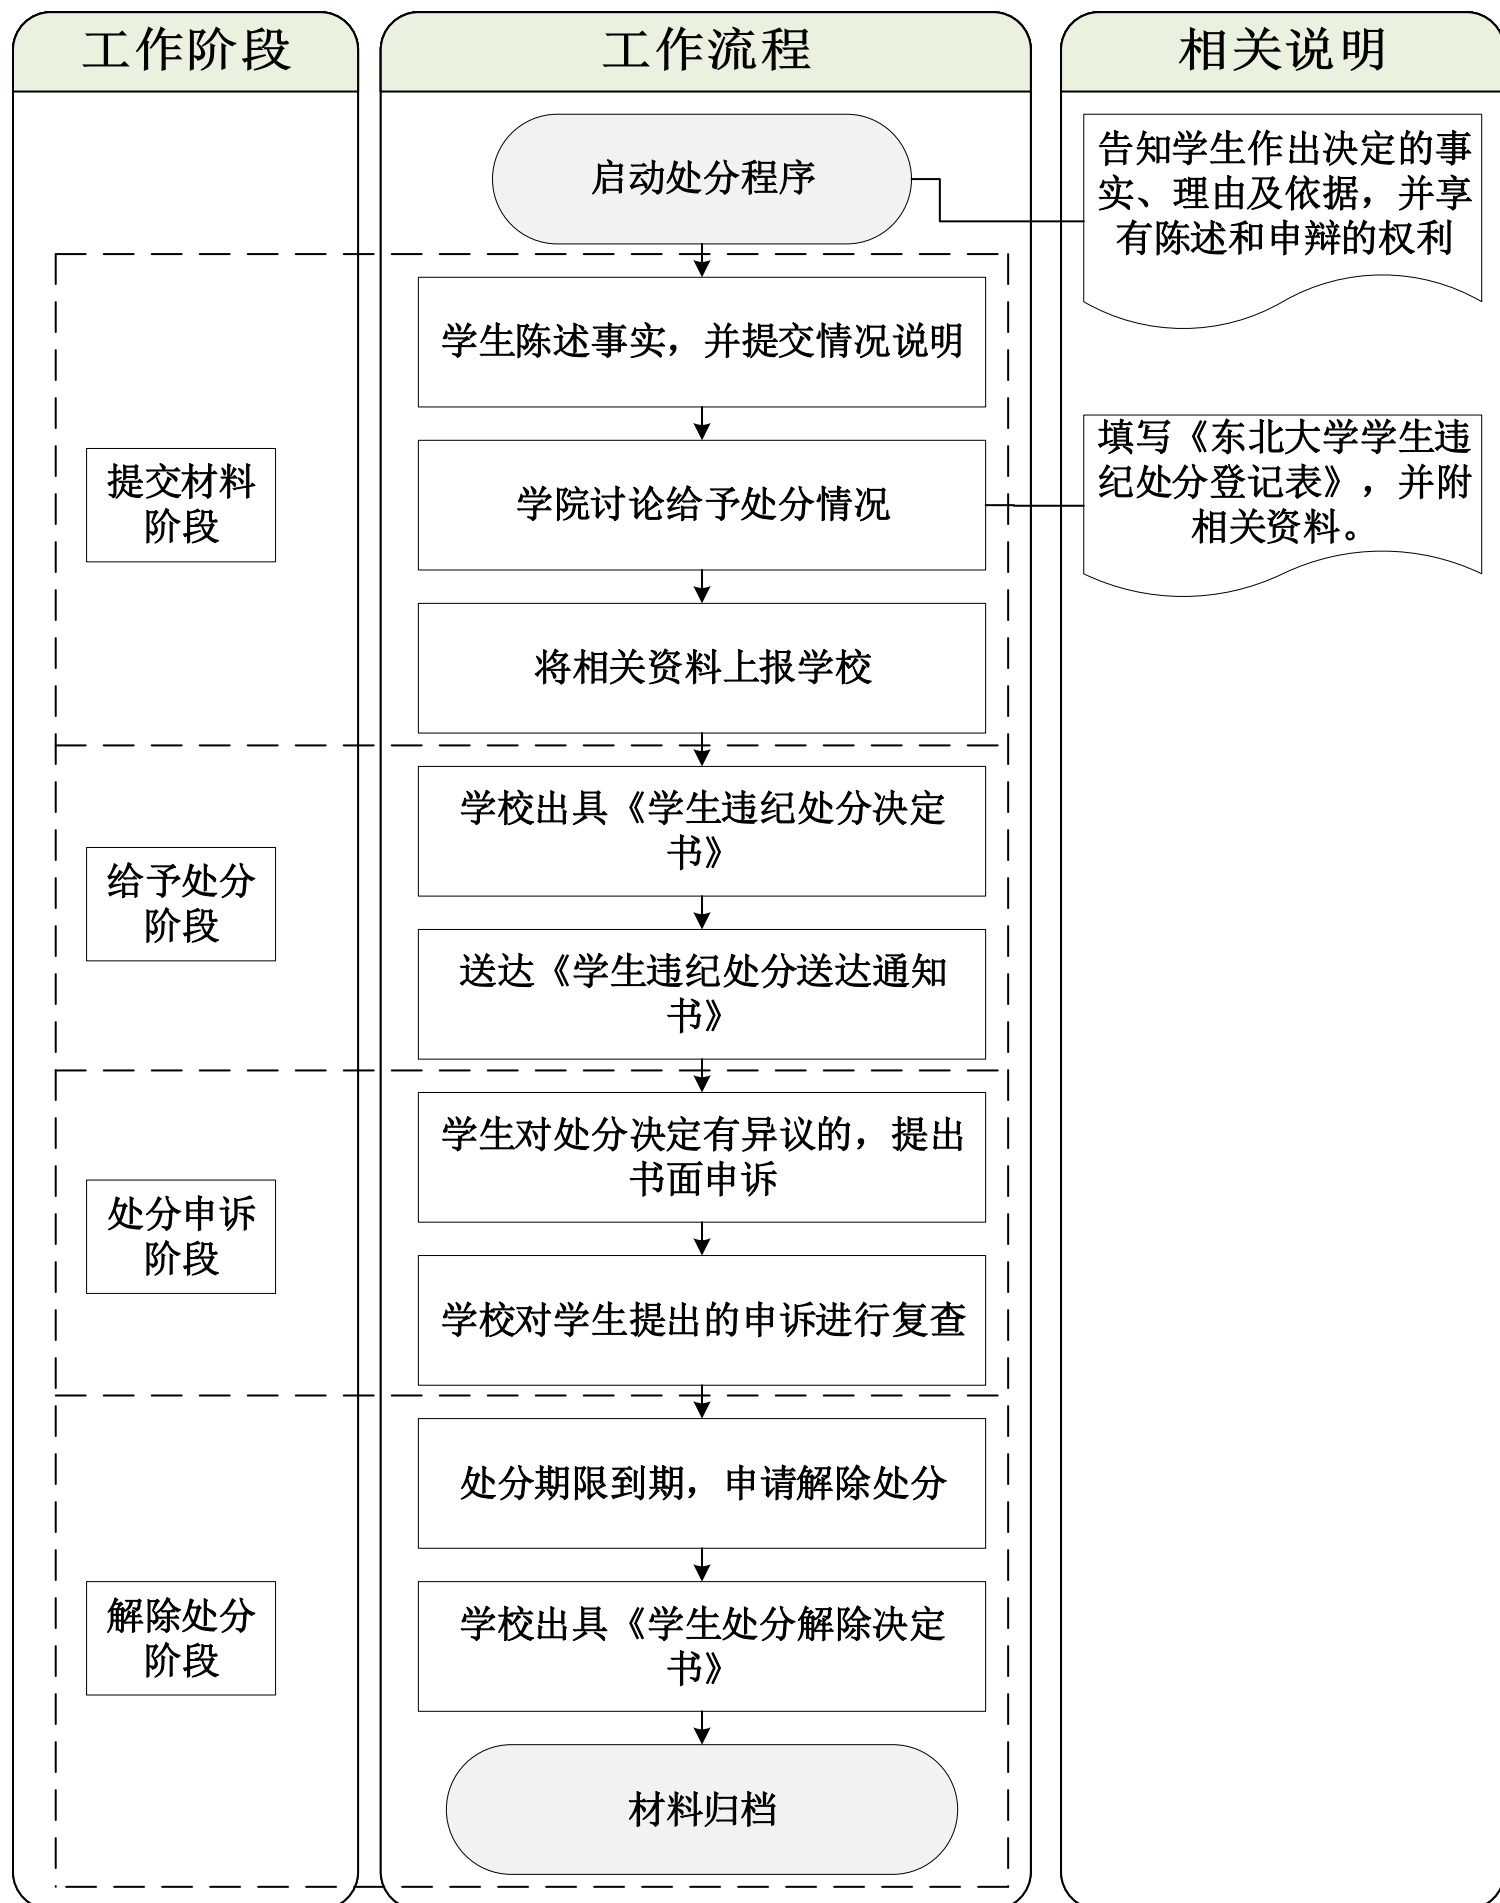 工作阶段
工作流程
相关说明
启动处分程序
告知学生作出决定的事
实、理由及依据，并享
有陈述和申辩的权利
学生陈述事实，并提交情况说明
提交材料
阶段
学院讨论给予处分情况
填写《东北大学学生违
纪处分登记表》，并附
相关资料。
将相关资料上报学校
给予处分
阶段
学校出具《学生违纪处分决定
书》
送达《学生违纪处分送达通知
书》
处分申诉
阶段
学生对处分决定有异议的，提出
书面申诉
学校对学生提出的申诉进行复查
解除处分
阶段
处分期限到期，申请解除处分
学校出具《学生处分解除决定
书》
材料归档